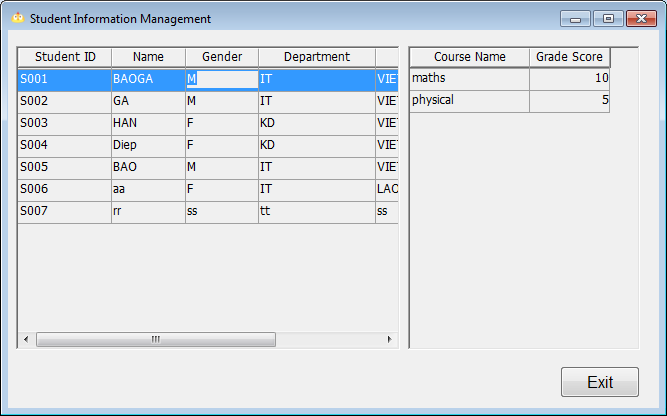 Student Information Management
Student ID Name Gender Department
S001 BAOGA M IT VIET
S002 GA M IT VIET
S003 HAN F KD VIET
S004 Diep F KD VIET
S005 BAO M IT VIET
S006 aa F IT LAO
S007 rr ss tt ss
Course Name Grade Score
maths 10
physical 5
Exit